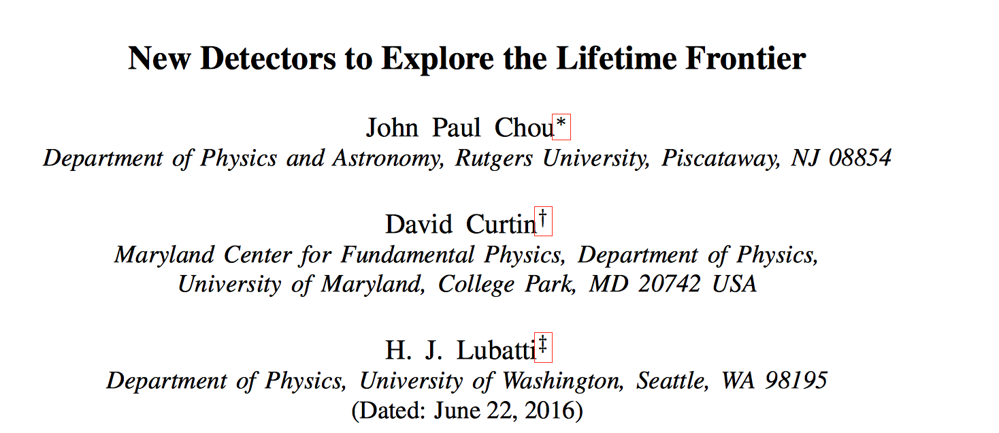 New Detectors to Explore the Lifetime Frontier
John Paul Chou*
Department of Physics and Astronomy, Rutgers University, Piscataway, NJ 08854
David Curtin†
Maryland Center for Fundamental Physics, Department of Physics,
University of Maryland, College Park, MD 20742 USA
H. J. Lubatti‡
Department of Physics, University of Washington, Seattle, WA 98195
(Dated: June 22, 2016)